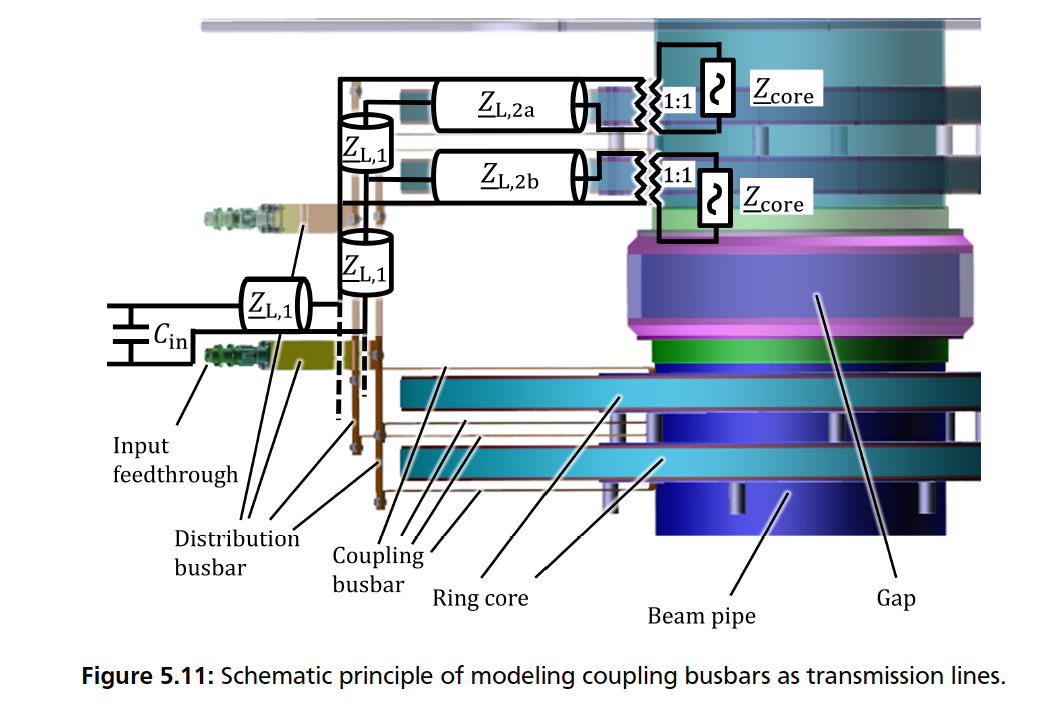 Z_L,2a
1:1
Z_core
Z_L,1
Z_L,2b
1:1
Z_core
Z_L,1
Z_L,1
C_in
Input
feedthrough
Distribution
busbar
Coupling
busbar
Ring core
Beam pipe
Gap
Figure 5.11: Schematic principle of modeling coupling busbars as transmission lines.